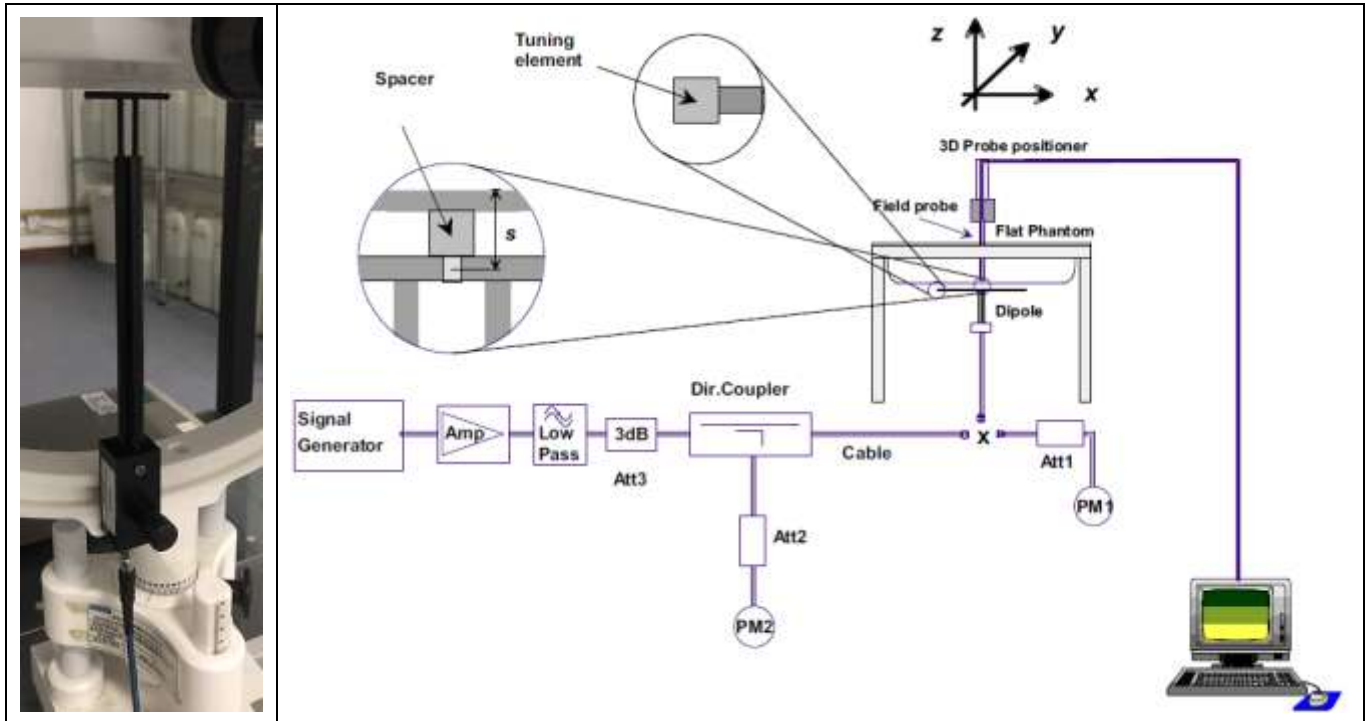 Tuning
element
Spacer
s
z
y
x
3D Probe positioner
Field probe
Flat Phantom
Dipole
Dir.Coupler
Signal
Generator
Amp
Low
Pass
3dB
Att3
Cable
x
Att1
PM1
Att2
PM2